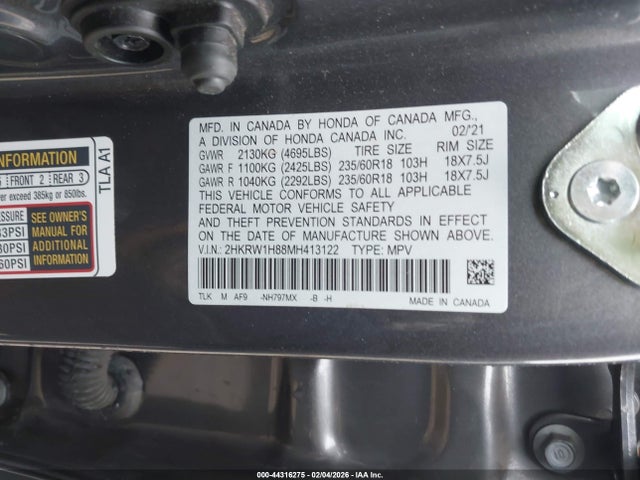 MFD. IN CANADA BY HONDA OF CANADA MFG.,
A DIVISION OF HONDA CANADA INC. 02/21
GVWR 2130KG (4695LBS) TIRE SIZE RIM SIZE
GAWR F 1100KG (2425LBS) 235/60R18 103H 18X7.5J
GAWR R 1040KG (2292LBS) 235/60R18 103H 18X7.5J
THIS VEHICLE CONFORMS TO ALL APPLICABLE
FEDERAL MOTOR VEHICLE SAFETY
AND THEFT PREVENTION STANDARDS IN EFFECT
ON THE DATE OF MANUFACTURE SHOWN ABOVE.
V.I.N.: 2HKRW1H88MH413122 TYPE: MPV
TLK M AF9 -NH797MX -B -H MADE IN CANADA
TLA A1
FRONT 2 REAR 3
er exceed 385kg or 850lbs.
SEE OWNER'S
MANUAL FOR
ADDITIONAL
INFORMATION
000-44316275 - 02/04/2026 - IAA Inc.